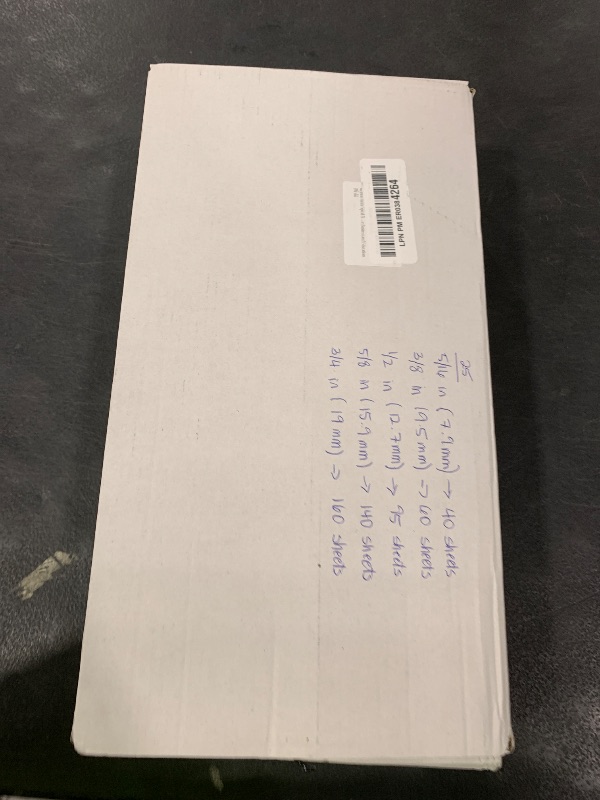 LPN PM ER0384264
25
5/16 in (7.9mm) → 40 sheets
3/8 in (9.5mm) → 60 sheets
1/2 in (12.7mm) → 95 sheets
5/8 in (15.9mm) → 140 sheets
3/4 in (19mm) → 160 sheets